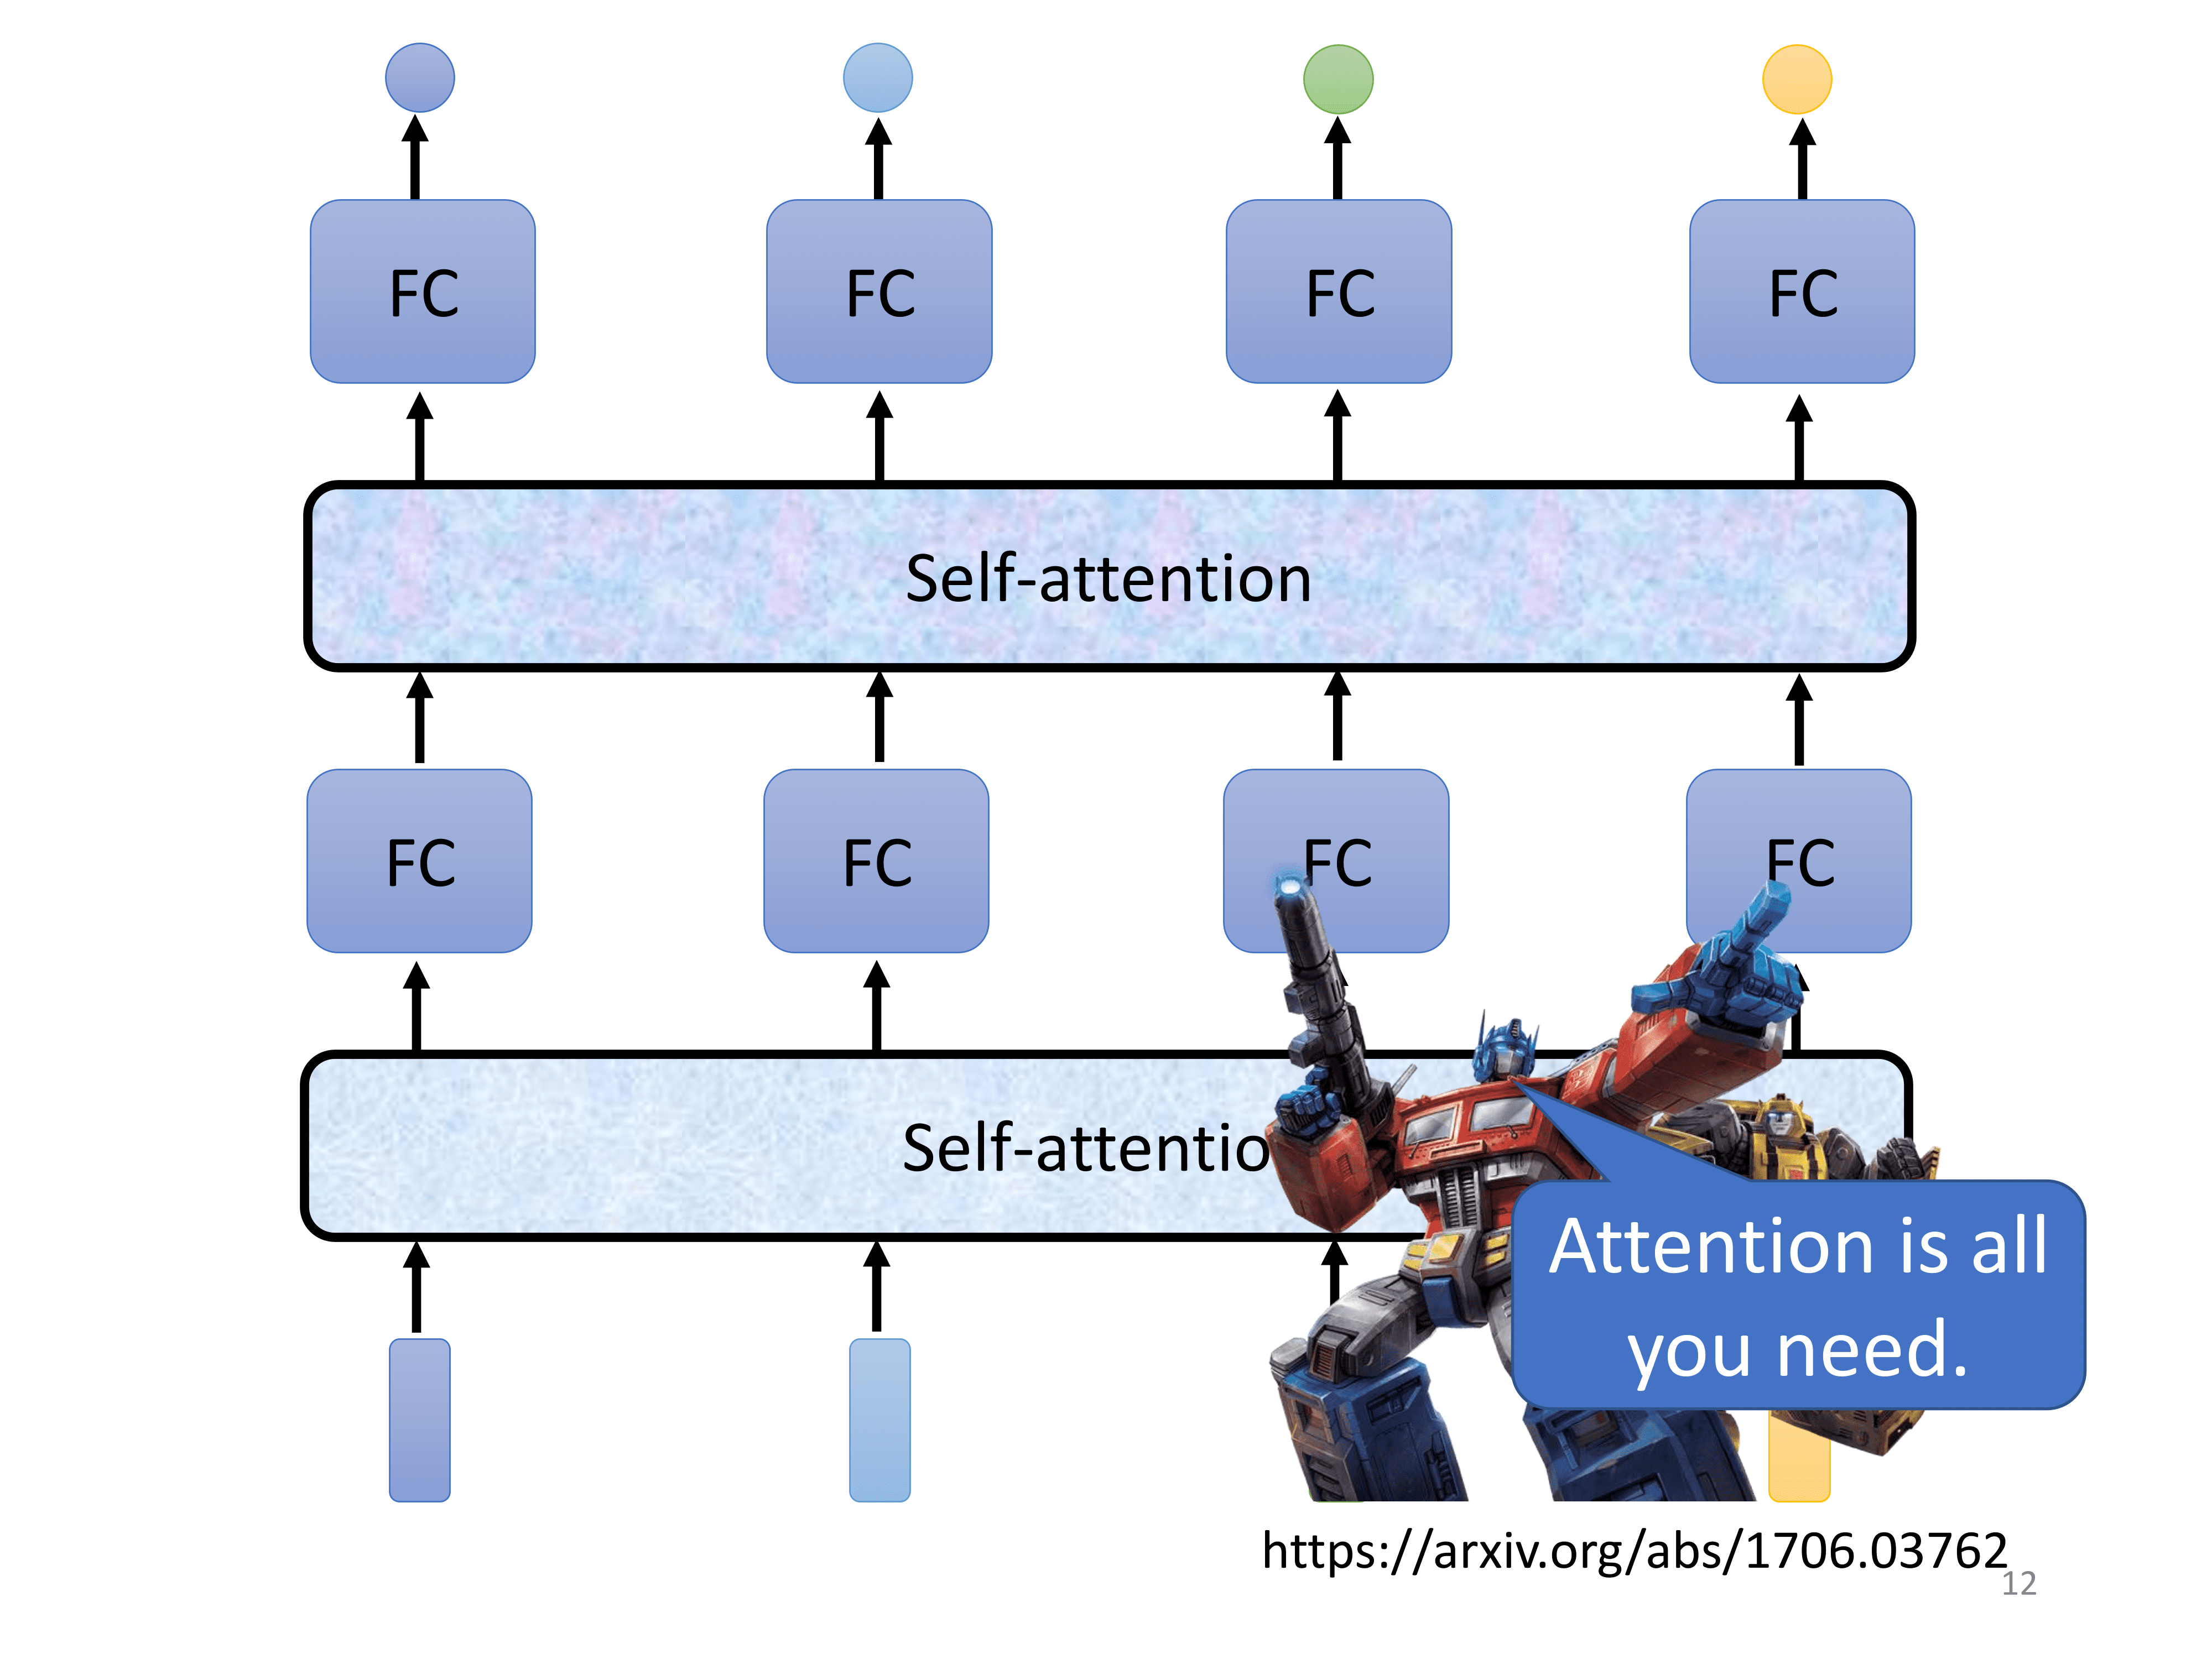 FC FC FC FC
Self-attention
FC FC FC FC
Self-attentio
Attention is all
you need.
https://arxiv.org/abs/1706.03762
12